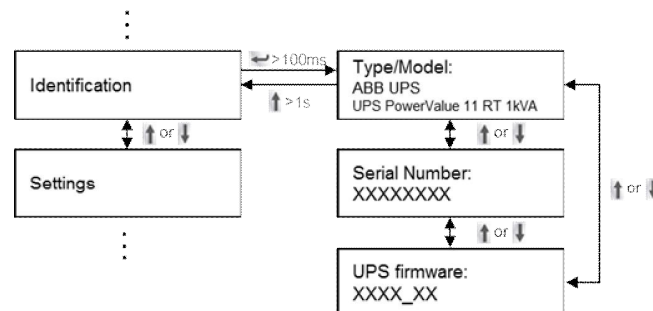 Identification
>100ms
>1s
Type/Model:
ABB UPS
UPS PowerValue 11 RT 1kVA
or
or
Settings
Serial Number:
XXXXXXXX
or
or
UPS firmware:
XXXX_XX